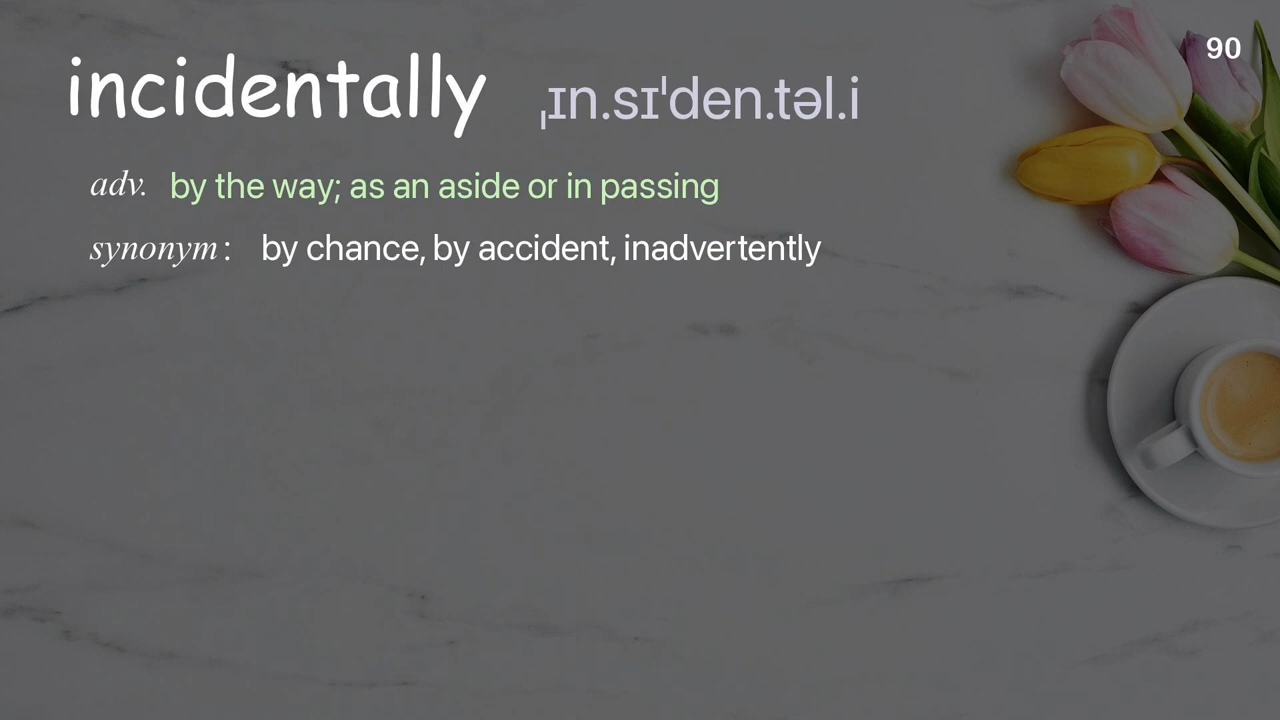 90
incidentally ˌɪn.sɪˈden.təl.i
adv. by the way; as an aside or in passing
synonym : by chance, by accident, inadvertently